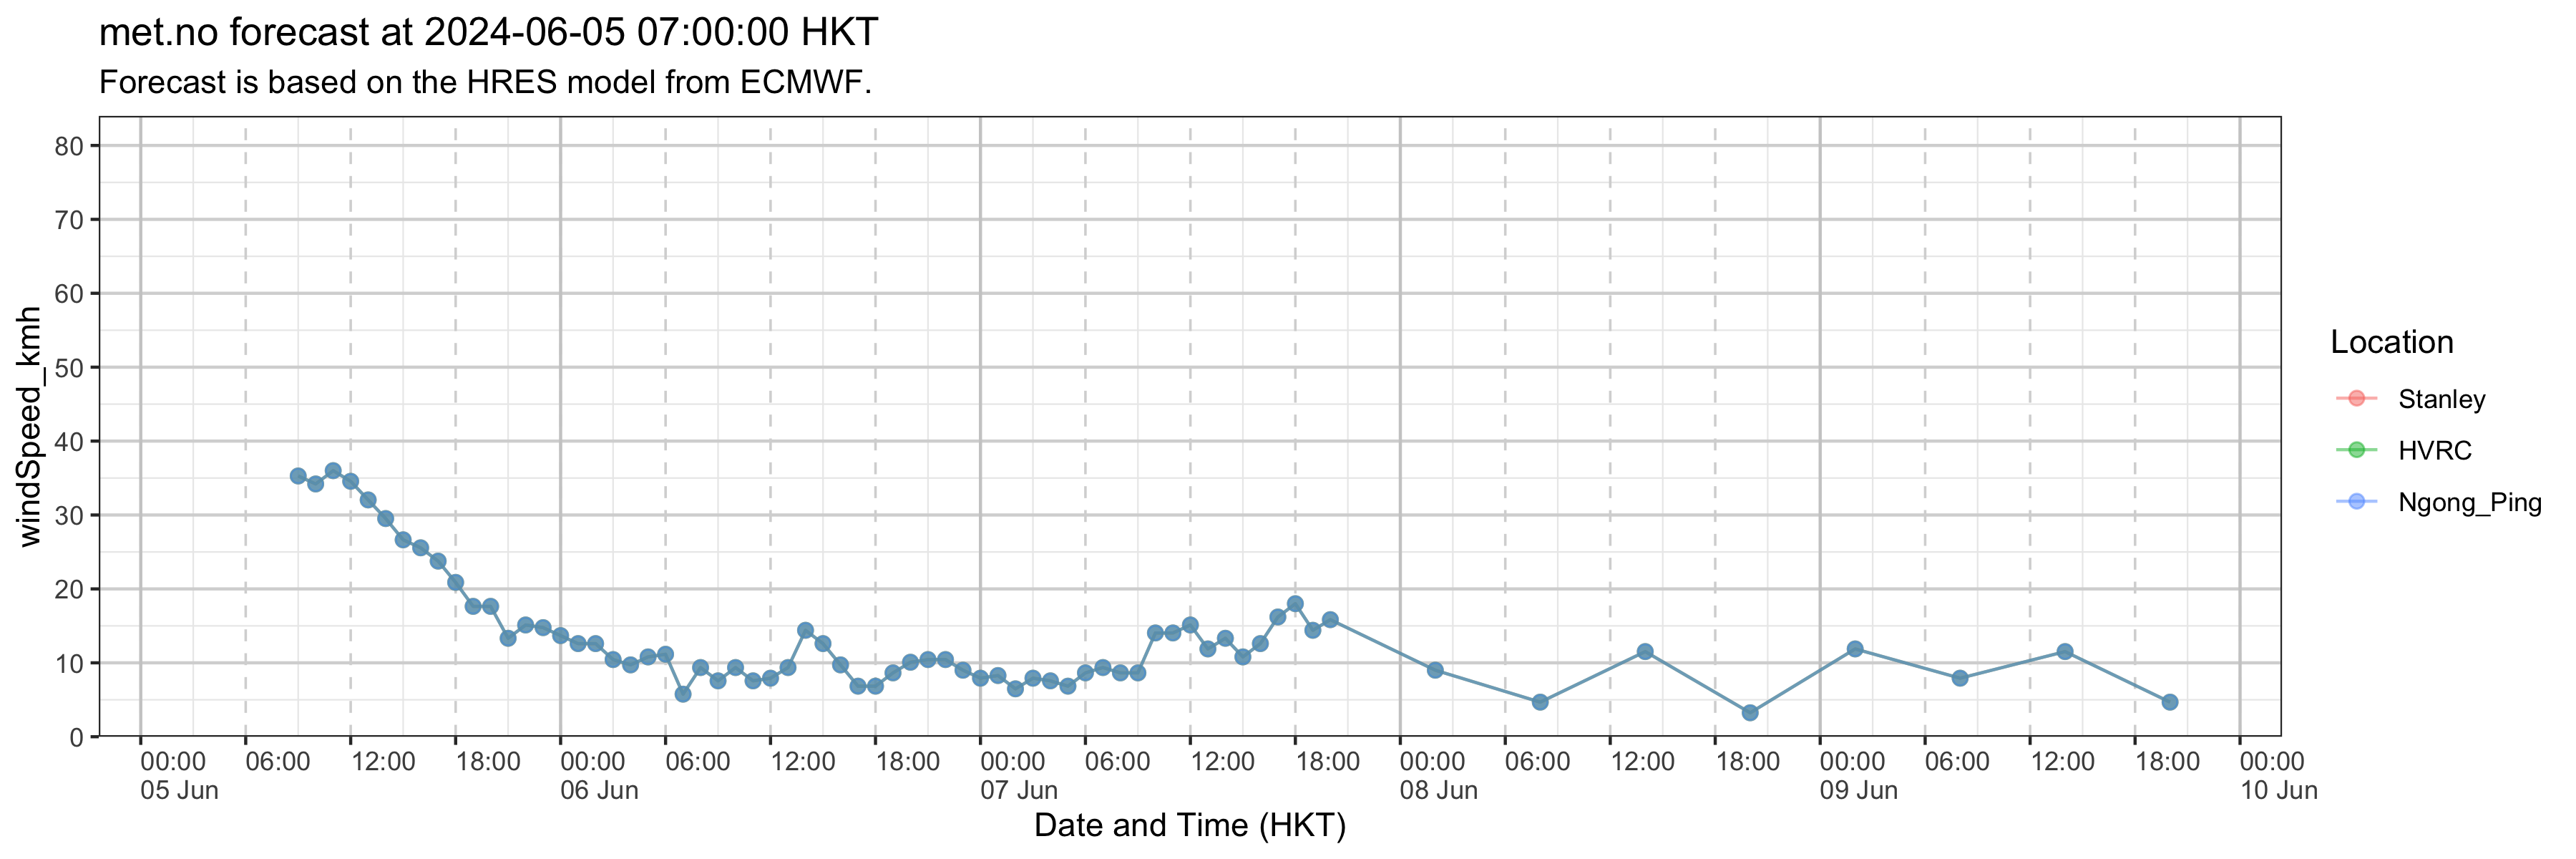 met.no forecast at 2024-06-05 07:00:00 HKT
Forecast is based on the HRES model from ECMWF.
windSpeed_kmh
80
70
60
50
40
30
20
10
0
00:00 06:00 12:00 18:00 00:00 06:00 12:00 18:00 00:00 06:00 12:00 18:00 00:00 06:00 12:00 18:00 00:00 06:00 12:00 18:00 00:00
05 Jun 06 Jun 07 Jun 08 Jun 09 Jun 10 Jun
Date and Time (HKT)
Location
Stanley
HVRC
Ngong_Ping